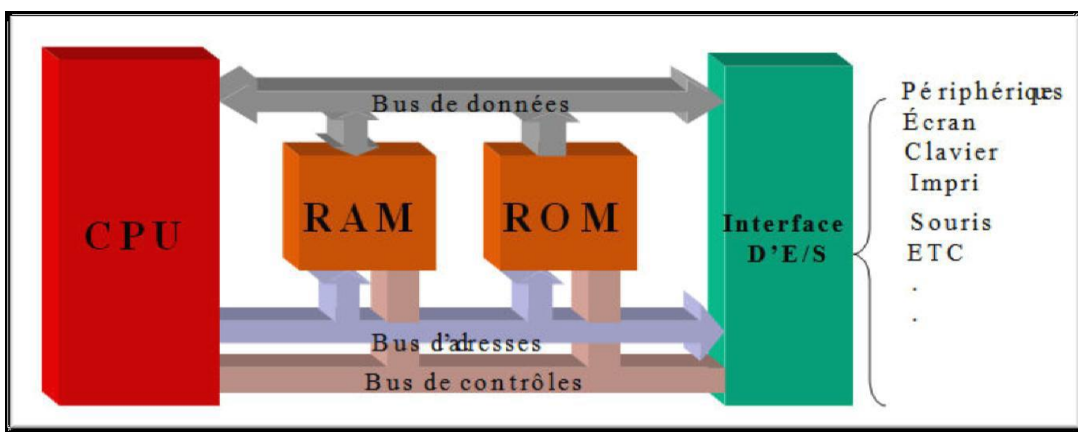 Bus de données
CPU
RAM
ROM
Interface
D'E/S
Bus d'adresses
Bus de contrôles
Périphériques
Écran
Clavier
Impri
Souris
ETC
.
.